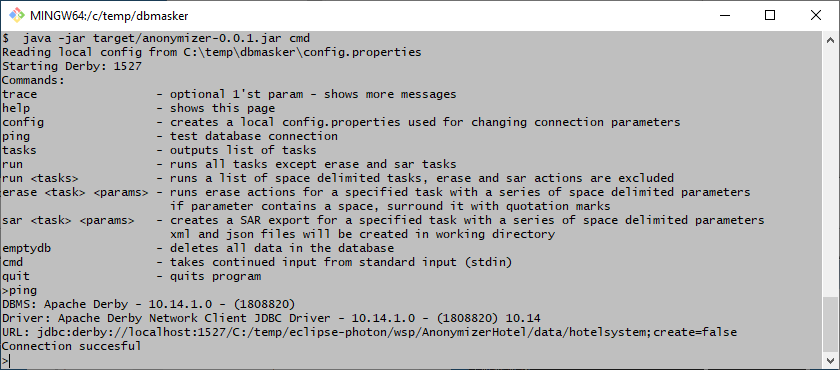 MINGW64:/c/temp/dbmasker
$  java -jar target/anonymizer-0.0.1.jar cmd
Reading local config from C:\temp\dbmasker\config.properties
Starting Derby: 1527
Commands:
trace                - optional 1'st param - shows more messages
help                 - shows this page
config               - creates a local config.properties used for changing connection parameters
ping                 - test database connection
tasks                - outputs list of tasks
run                  - runs all tasks except erase and sar tasks
run <tasks>          - runs a list of space delimited tasks, erase and sar actions are excluded
erase <task> <params> - runs erase actions for a specified task with a series of space delimited parameters
                       if parameter contains a space, surround it with quotation marks
sar <task> <params>  - creates a SAR export for a specified task with a series of space delimited parameters
                       xml and json files will be created in working directory
emptydb              - deletes all data in the database
cmd                  - takes continued input from standard input (stdin)
quit                 - quits program
>ping
DBMS: Apache Derby - 10.14.1.0 - (1808820)
Driver: Apache Derby Network Client JDBC Driver - 10.14.1.0 - (1808820) 10.14
URL: jdbc:derby://localhost:1527/C:/temp/eclipse-photon/wsp/AnonymizerHotel/data/hotelsystem;create=false
Connection succesful
>